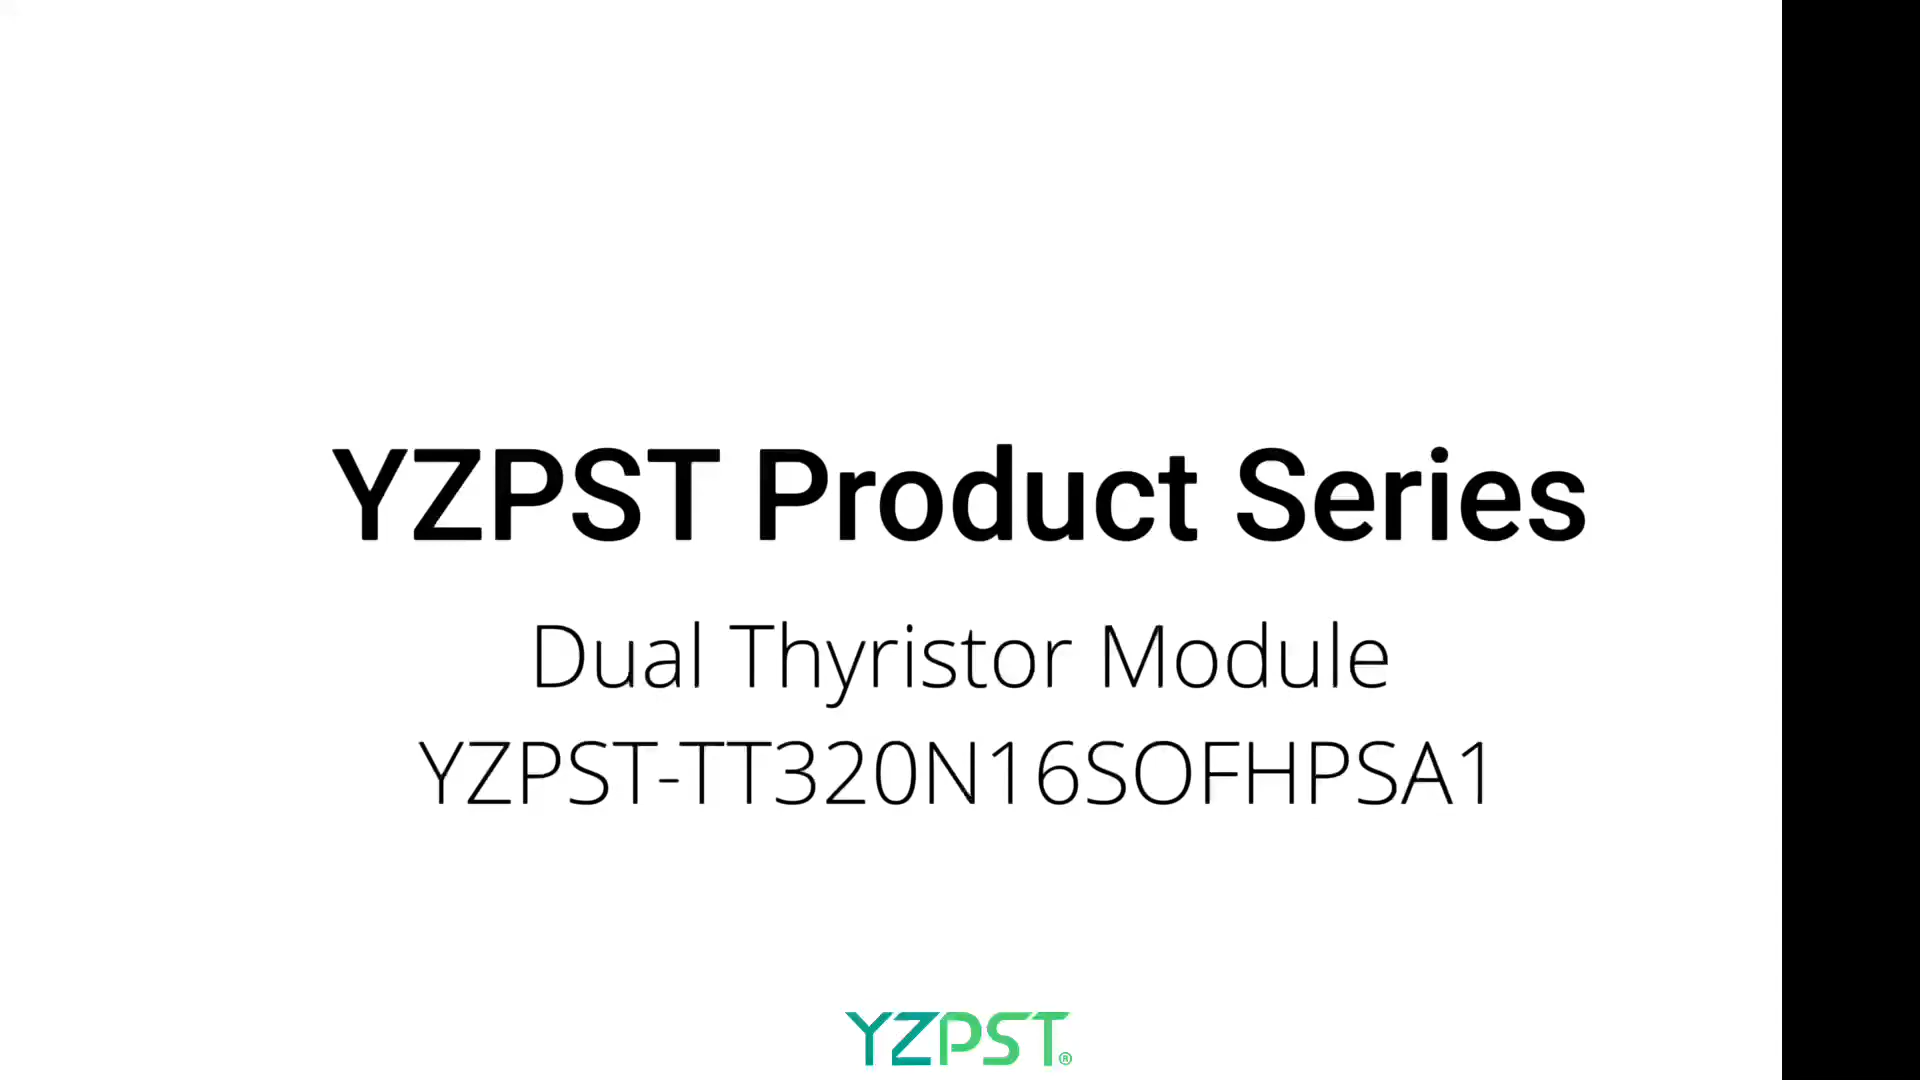 YZPST Product Series
Dual Thyristor Module
YZPST-TT320N16SOFHPSA1
YZPST®